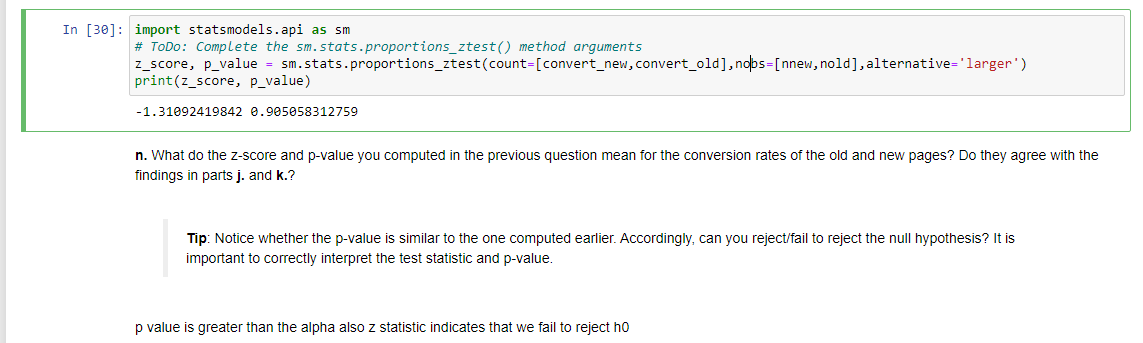 In [30]: import statsmodels.api as sm
# ToDo: Complete the sm.stats.proportions_ztest() method arguments
z_score, p_value = sm.stats.proportions_ztest(count=[convert_new,convert_old],nobs=[nnew,nold],alternative='larger')
print(z_score, p_value)
-1.31092419842 0.905058312759
n. What do the z-score and p-value you computed in the previous question mean for the conversion rates of the old and new pages? Do they agree with the
findings in parts j. and k.?
Tip: Notice whether the p-value is similar to the one computed earlier. Accordingly, can you reject/fail to reject the null hypothesis? It is
important to correctly interpret the test statistic and p-value.
p value is greater than the alpha also z statistic indicates that we fail to reject h0